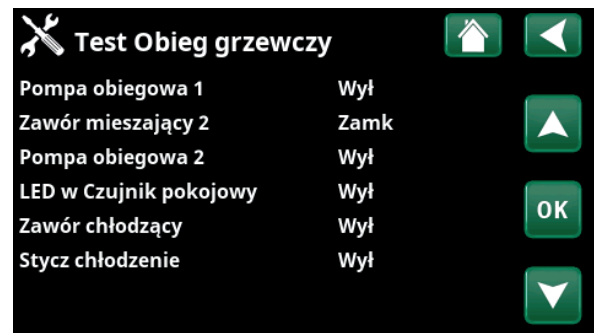 Test Obieg grzewczy
Pompa obiegowa 1 Wył
Zawór mieszający 2 Zamk
Pompa obiegowa 2 Wył
LED w Czujnik pokojowy Wył
Zawór chłodzący Wył
Stycz chłodzenie Wył
OK